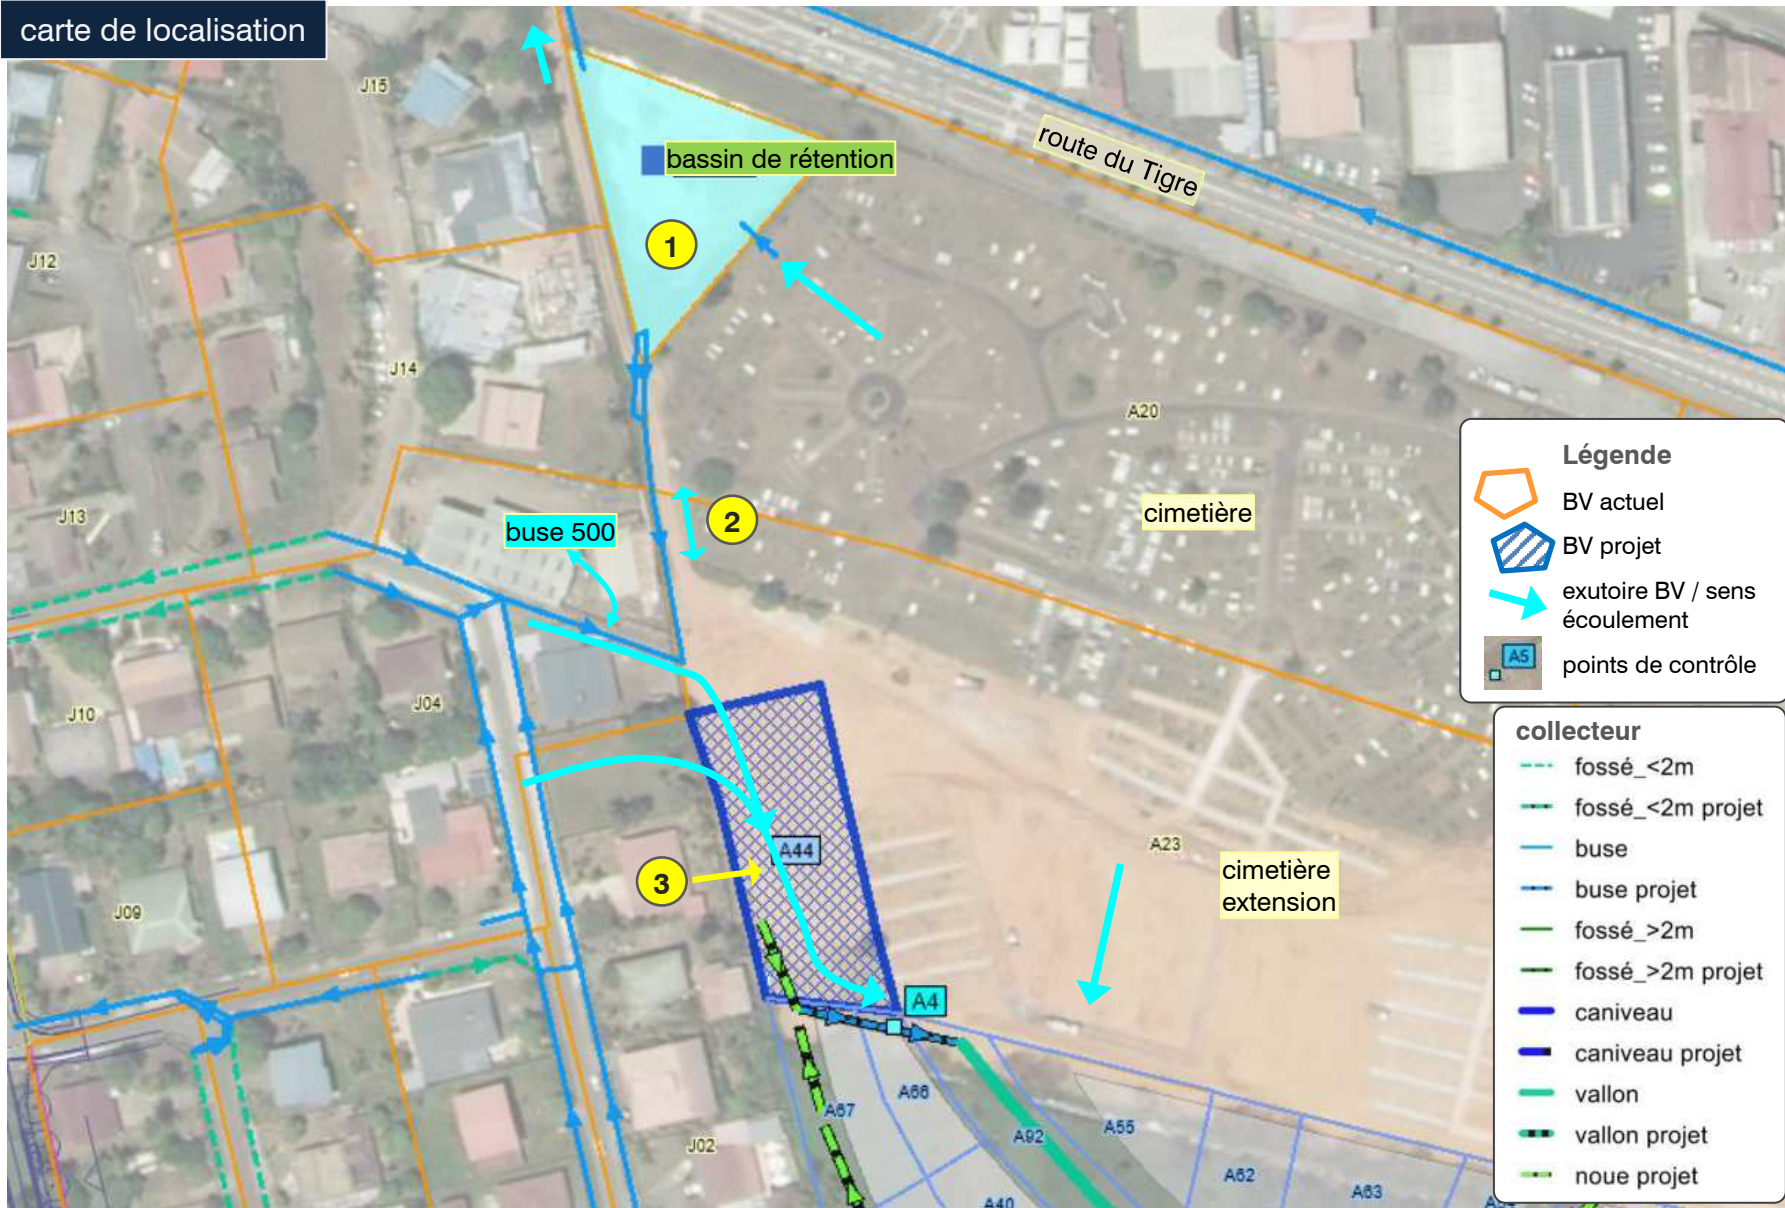 carte de localisation
J15
bassin de rétention
route du Tigre
1
J12
J14
A20
J13
buse 500
2
cimetière
J10
J04
A44
A23
3
cimetière
extension
J09
A4
A67
A66
A92
A55
J02
A62
A63
A40
Légende
BV actuel
BV projet
exutoire BV / sens
écoulement
A5
points de contrôle
collecteur
fossé_<2m
fossé_<2m projet
buse
buse projet
fossé_>2m
fossé_>2m projet
caniveau
caniveau projet
vallon
vallon projet
noue projet